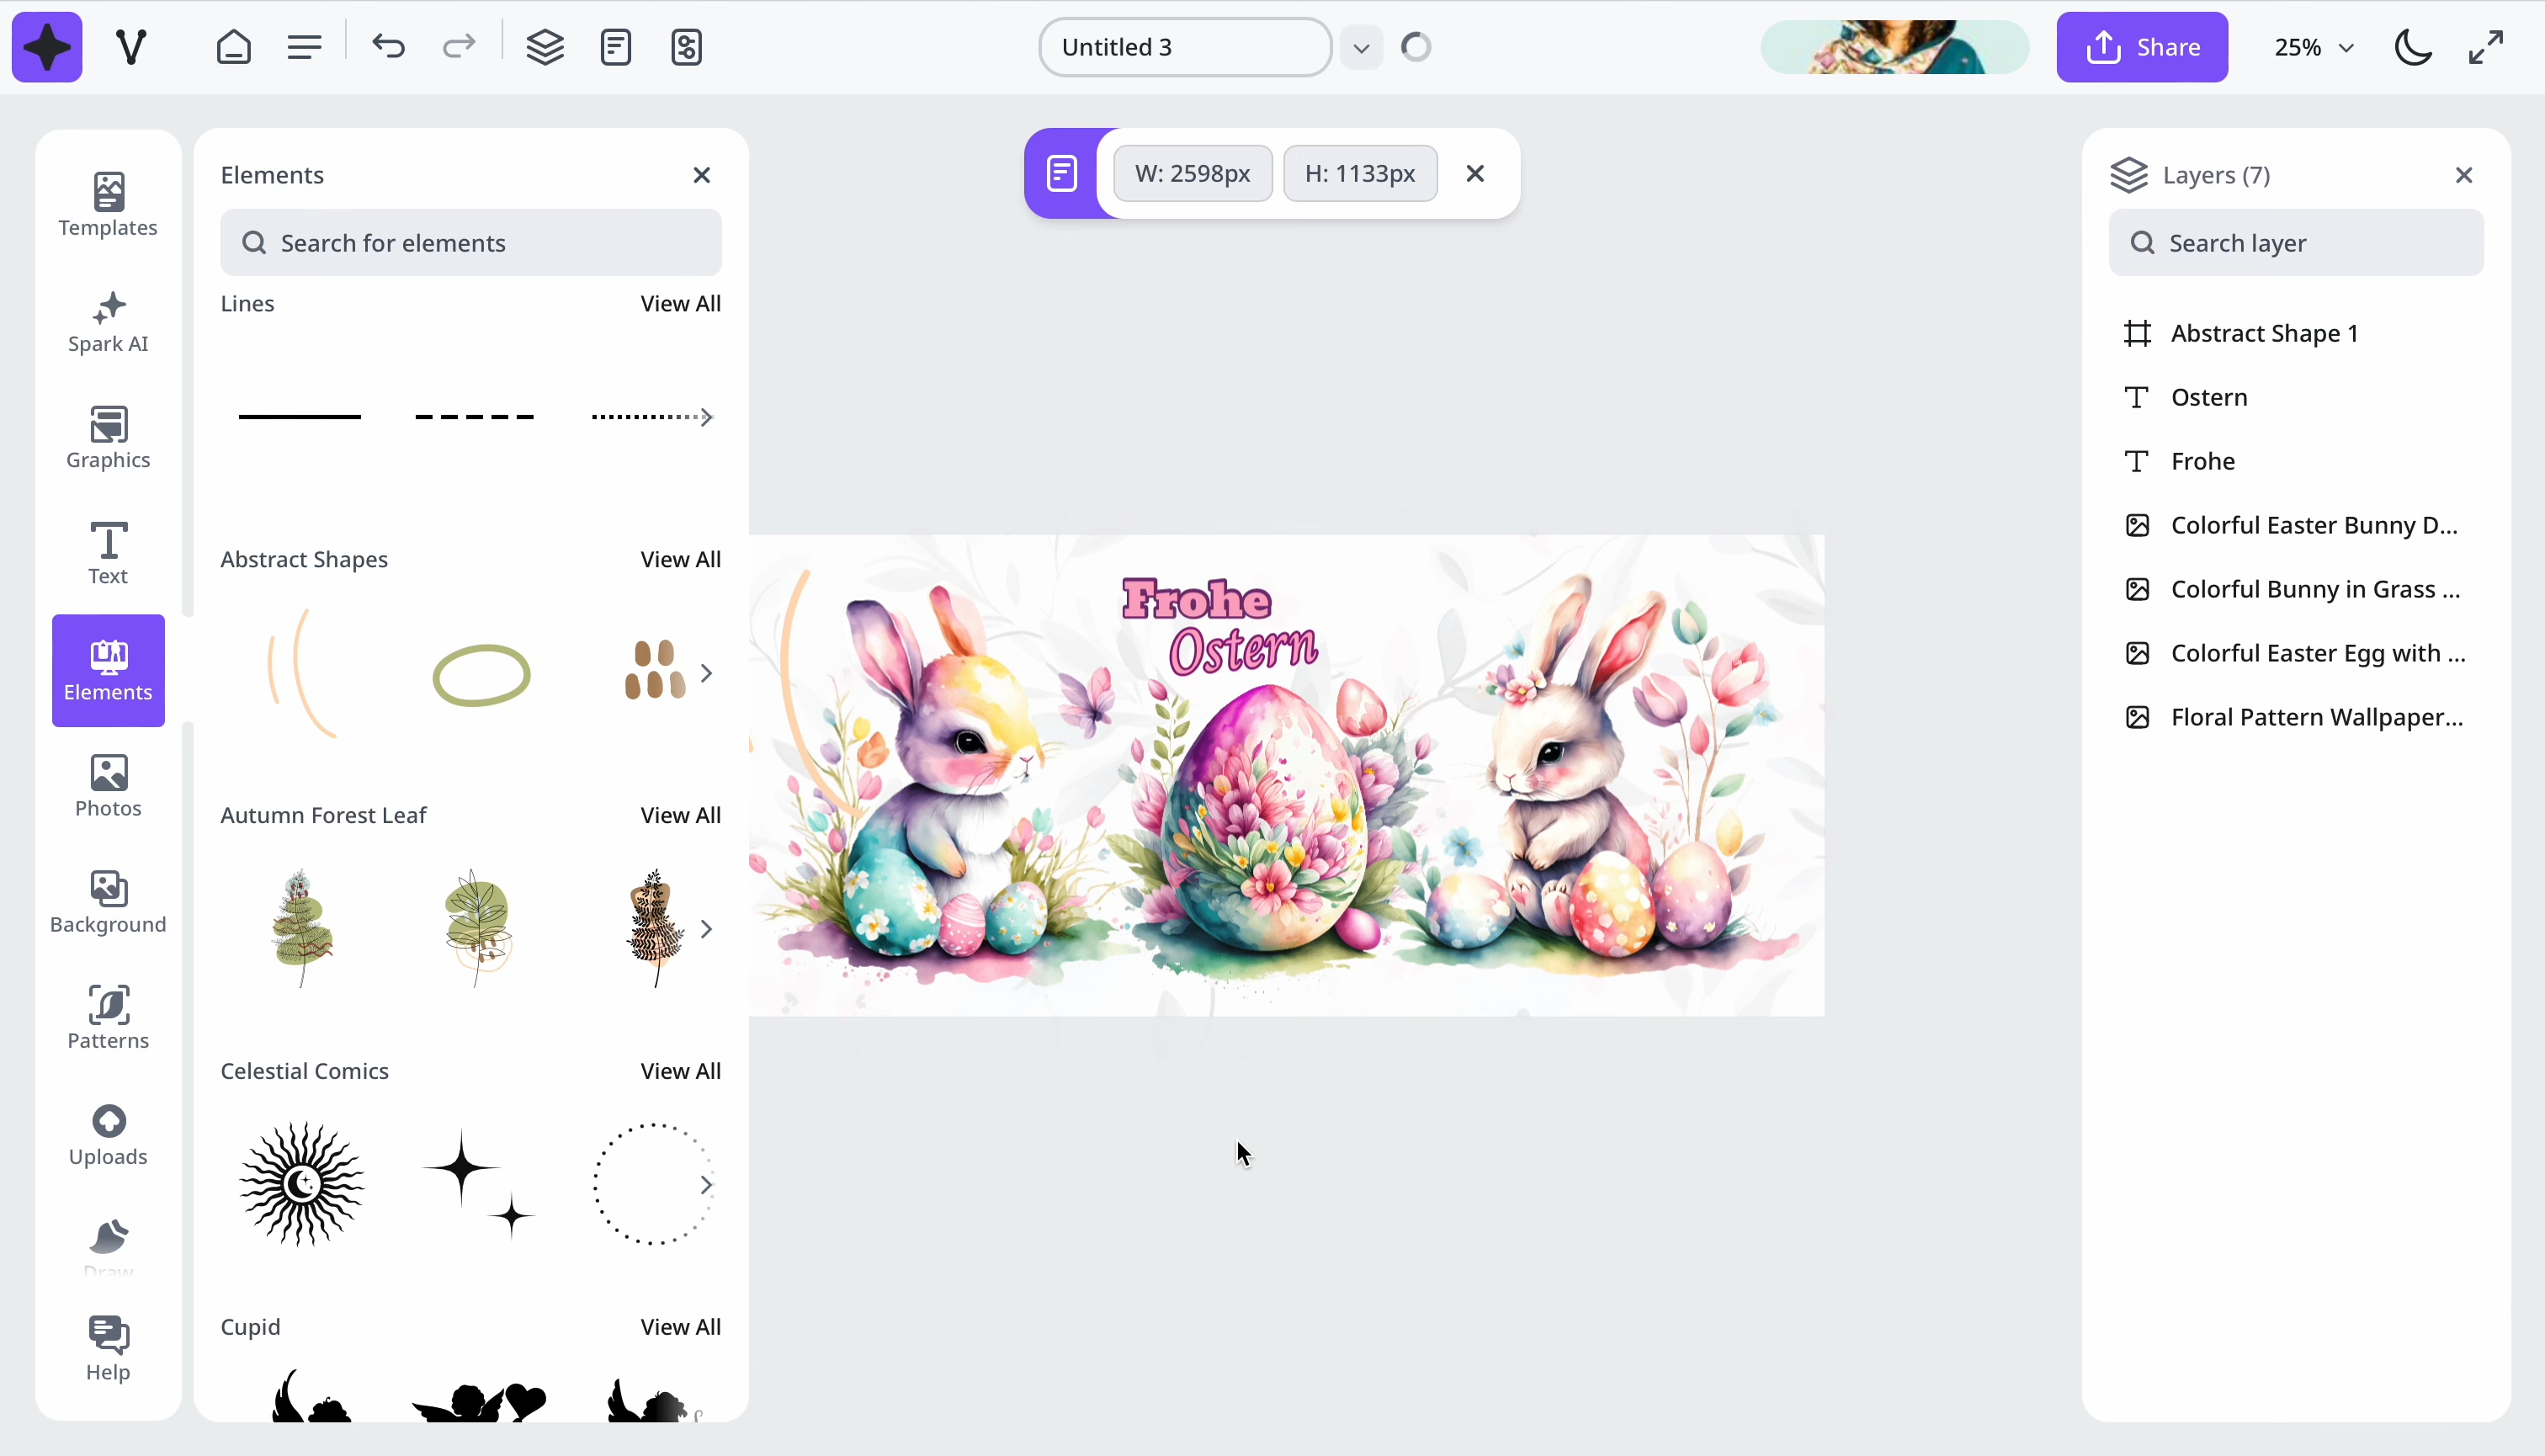 Untitled 3
Share
25%
Templates
Spark AI
Graphics
Text
Elements
Photos
Background
Patterns
Uploads
Draw
Help
Elements
Search for elements
Lines View All
Abstract Shapes View All
Autumn Forest Leaf View All
Celestial Comics View All
Cupid View All
W: 2598px H: 1133px
Frohe
Ostern
Layers (7)
Search layer
Abstract Shape 1
Ostern
Frohe
Colorful Easter Bunny D...
Colorful Bunny in Grass ...
Colorful Easter Egg with ...
Floral Pattern Wallpaper...